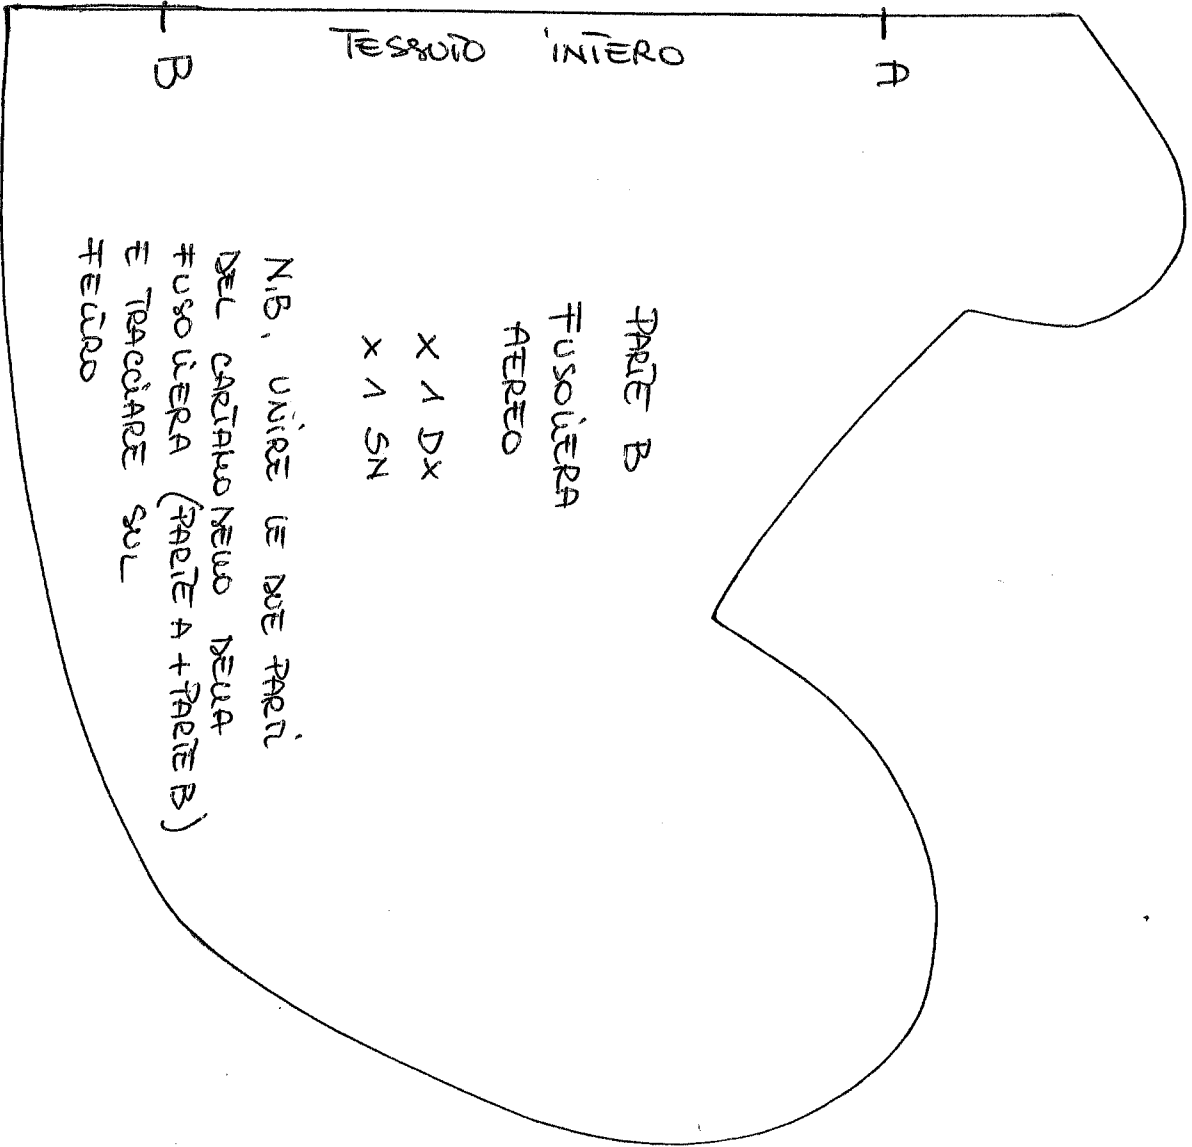 TESSUTO INTERO
A
B
PARTE B
FUSOLIERA
AEREO
x 1 DX
x 1 SN
N.B. UNIRE LE DUE PARTI
DEL CARTAMONELLO DELLA
FUSOLIERA (PARTE A + PARTE B)
E TRACCIARE SUL
FELTRO